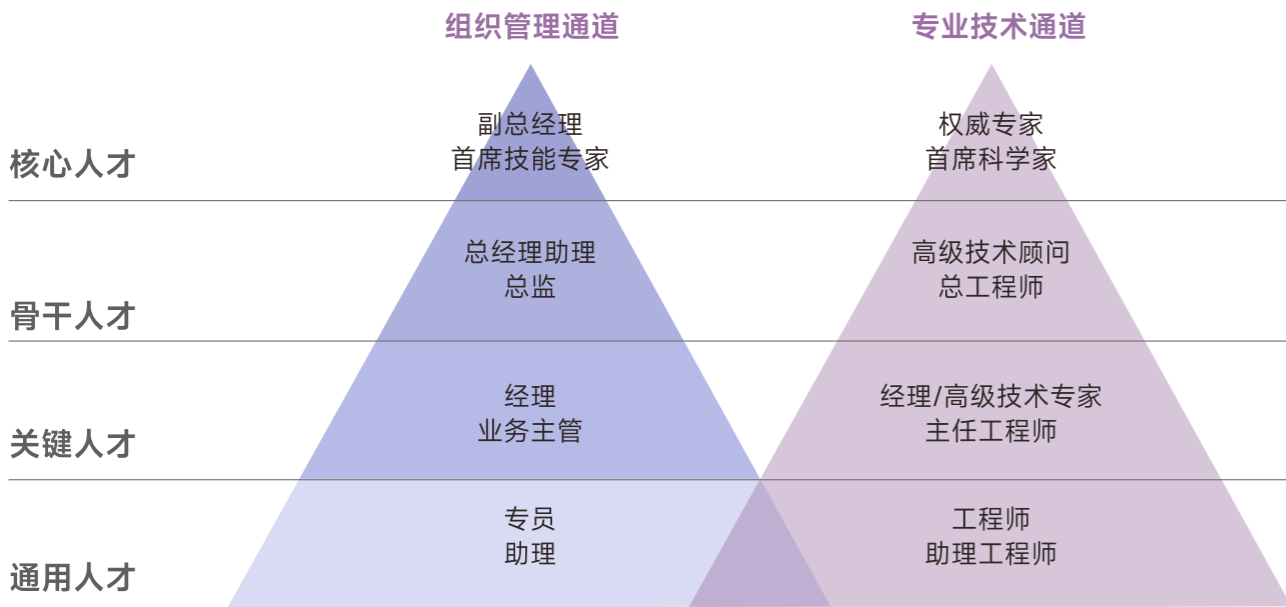 组织管理通道
专业技术通道
核心人才
副总经理
首席技能专家
权威专家
首席科学家
骨干人才
总经理助理
总监
高级技术顾问
总工程师
关键人才
经理
业务主管
经理/高级技术专家
主任工程师
通用人才
专员
助理
工程师
助理工程师